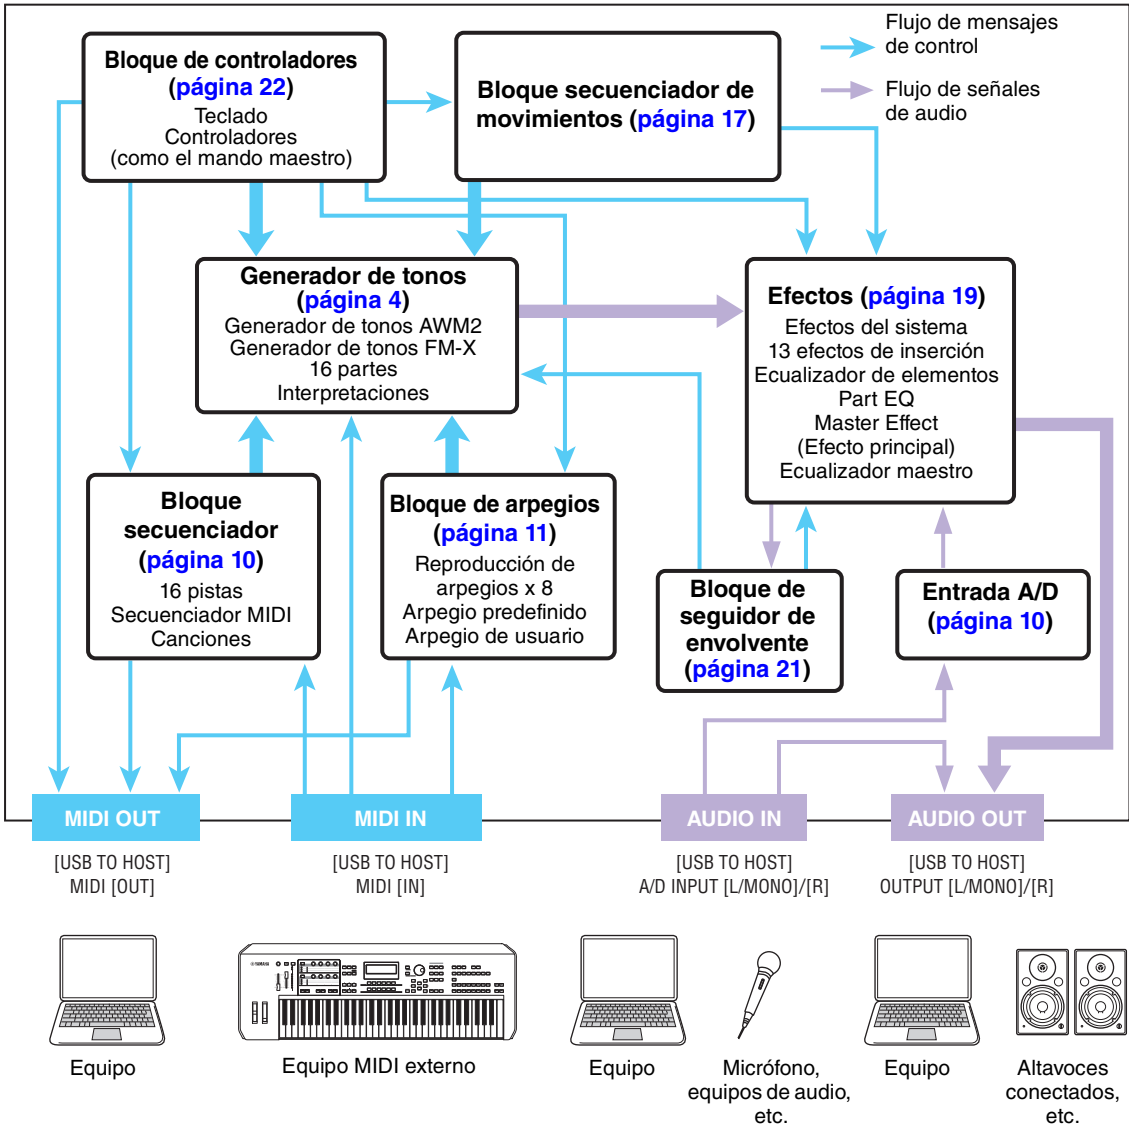 Flujo de mensajes
de control
Flujo de señales
de audio
Bloque de controladores
(página 22)
Teclado
Controladores
(como el mando maestro)
Bloque secuenciador de
movimientos (página 17)
Generador de tonos
(página 4)
Generador de tonos AWM2
Generador de tonos FM-X
16 partes
Interpretaciones
Efectos (página 19)
Efectos del sistema
13 efectos de inserción
Ecualizador de elementos
Part EQ
Master Effect
(Efecto principal)
Ecualizador maestro
Bloque
secuenciador
(página 10)
16 pistas
Secuenciador MIDI
Canciones
Bloque de arpegios
(página 11)
Reproducción de
arpegios x 8
Arpegio predefinido
Arpegio de usuario
Bloque de
seguidor de
envolvente
(página 21)
Entrada A/D
(página 10)
MIDI OUT
MIDI IN
AUDIO IN
AUDIO OUT
[USB TO HOST]
MIDI [OUT]
[USB TO HOST]
MIDI [IN]
[USB TO HOST]
A/D INPUT [L/MONO]/[R]
[USB TO HOST]
OUTPUT [L/MONO]/[R]
YAMAHA
Equipo
Equipo MIDI externo
Equipo
Micrófono,
equipos de audio,
etc.
Equipo
Altavoces
conectados,
etc.